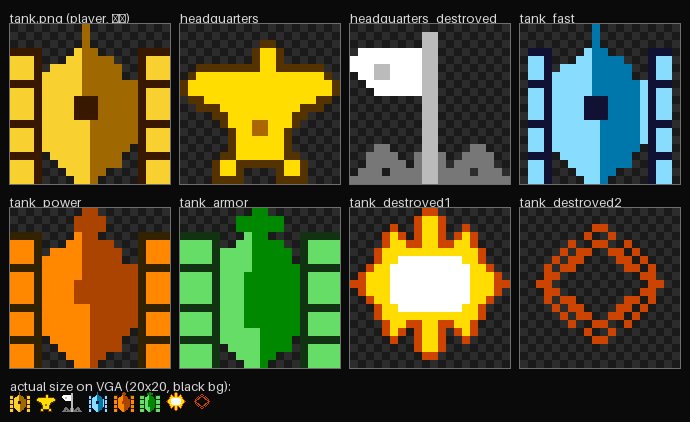 tank.png (player, 􏿮􏿮) headquarters headquarters_destroyed tank_fast
tank_power tank_armor tank_destroyed1 tank_destroyed2
actual size on VGA (20x20, black bg):